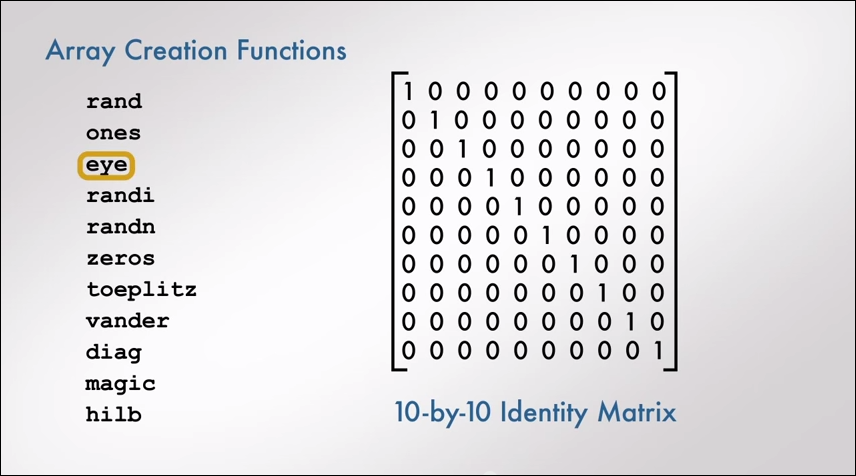 Array Creation Functions
rand
ones
eye
randi
randn
zeros
toeplitz
vander
diag
magic
hilb
1 0 0 0 0 0 0 0 0 0
0 1 0 0 0 0 0 0 0 0
0 0 1 0 0 0 0 0 0 0
0 0 0 1 0 0 0 0 0 0
0 0 0 0 1 0 0 0 0 0
0 0 0 0 0 1 0 0 0 0
0 0 0 0 0 0 1 0 0 0
0 0 0 0 0 0 0 1 0 0
0 0 0 0 0 0 0 0 1 0
0 0 0 0 0 0 0 0 0 1
10-by-10 Identity Matrix